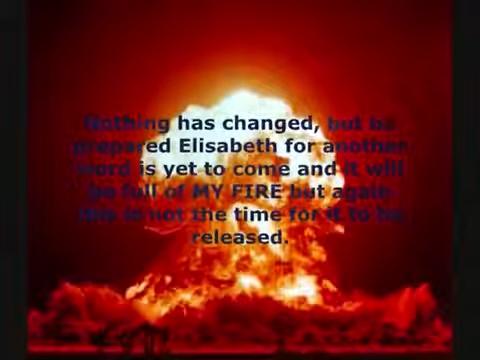 Nothing has changed, but be
prepared Elisabeth for another
word is yet to come and it will
be full of MY FIRE but again
this is not the time for it to be
released.